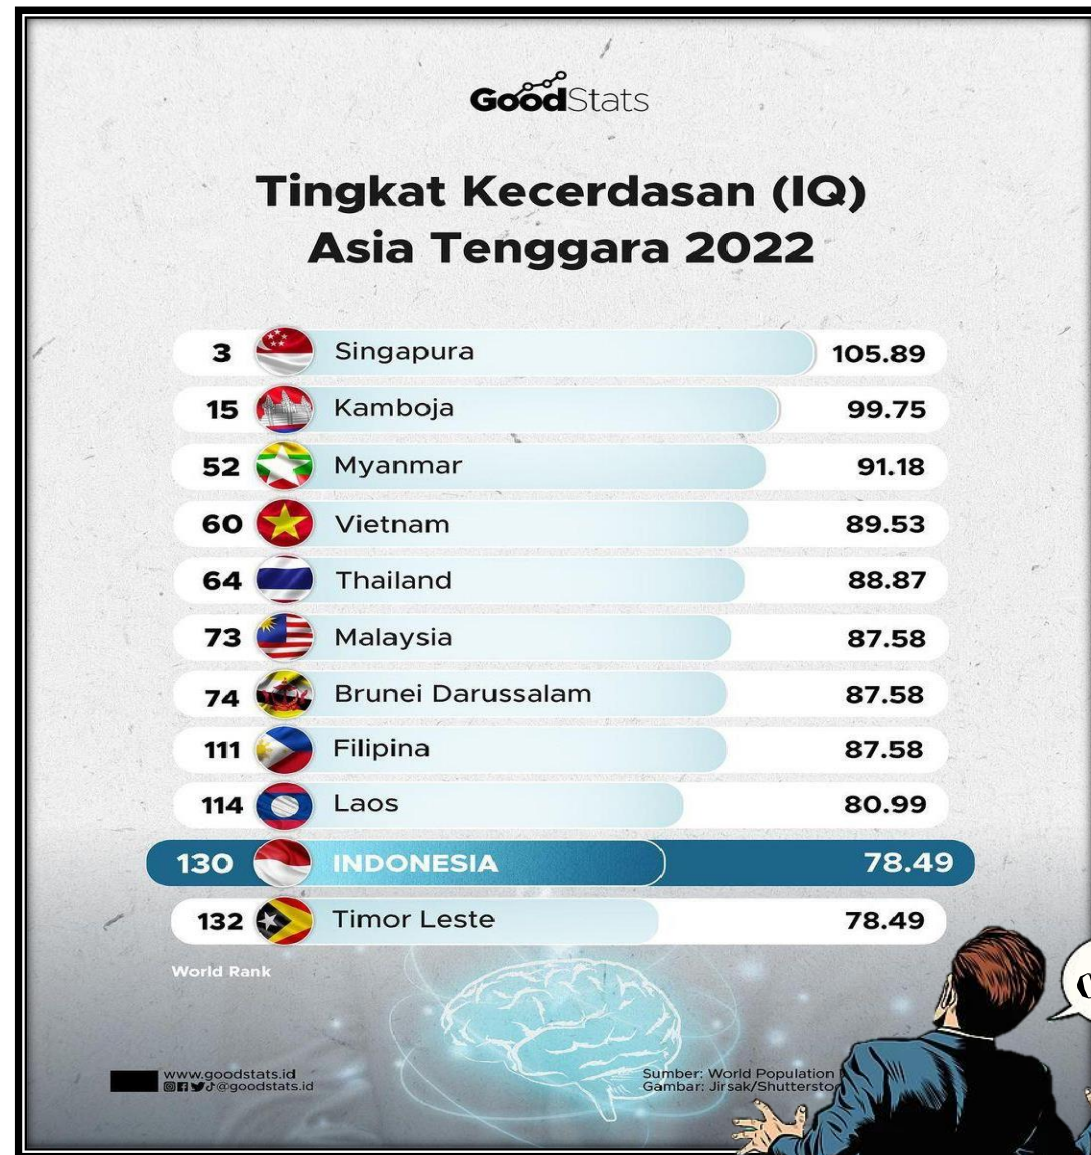 GoodStats
Tingkat Kecerdasan (IQ)
Asia Tenggara 2022
3 Singapura 105.89
15 Kamboja 99.75
52 Myanmar 91.18
60 Vietnam 89.53
64 Thailand 88.87
73 Malaysia 87.58
74 Brunei Darussalam 87.58
111 Filipina 87.58
114 Laos 80.99
130 INDONESIA 78.49
132 Timor Leste 78.49
World Rank
www.goodstats.id
@goodstats.id
Sumber: World Population
Gambar: Jirsak/